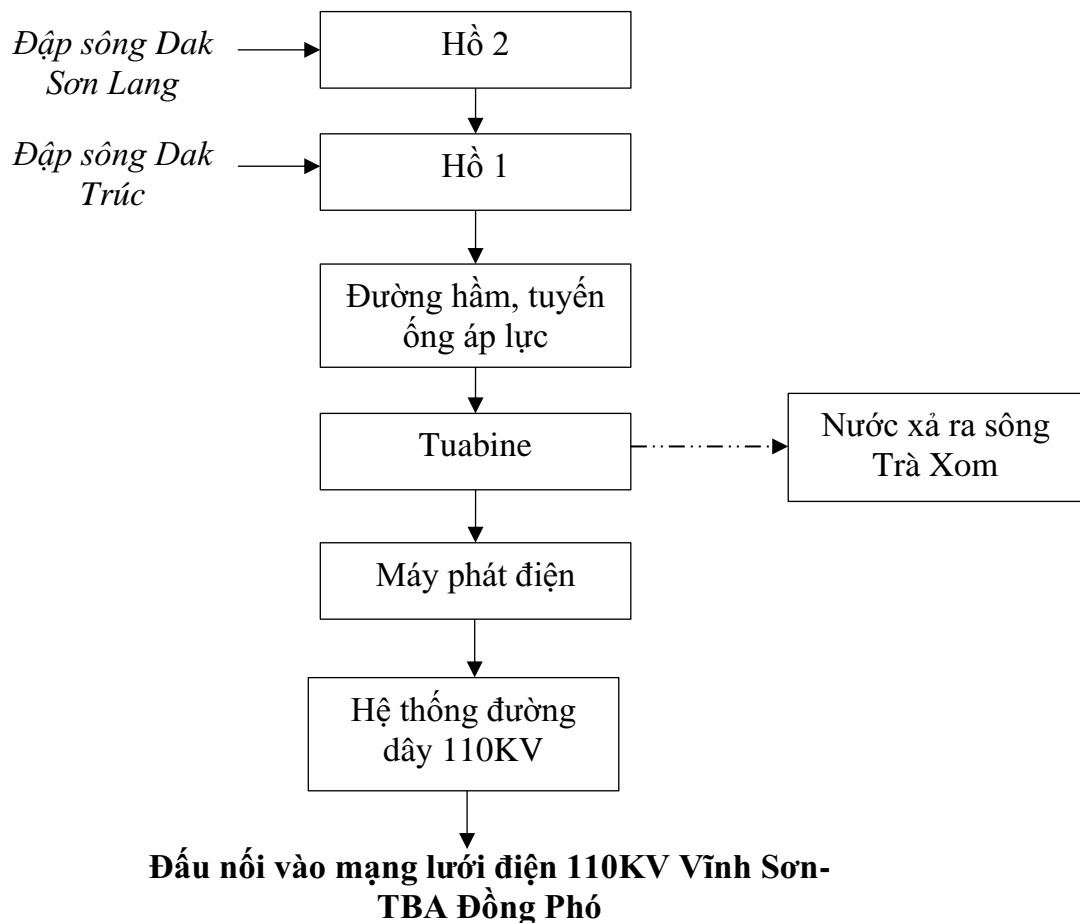 Đập sông Dak
Sơn Lang
Hồ 2
Đập sông Dak
Trúc
Hồ 1
Đường hầm, tuyến
ống áp lực
Tuabine
Nước xả ra sông
Trà Xom
Máy phát điện
Hệ thống đường
dây 110KV
Đấu nối vào mạng lưới điện 110KV Vĩnh Sơn-
TBA Đồng Phó